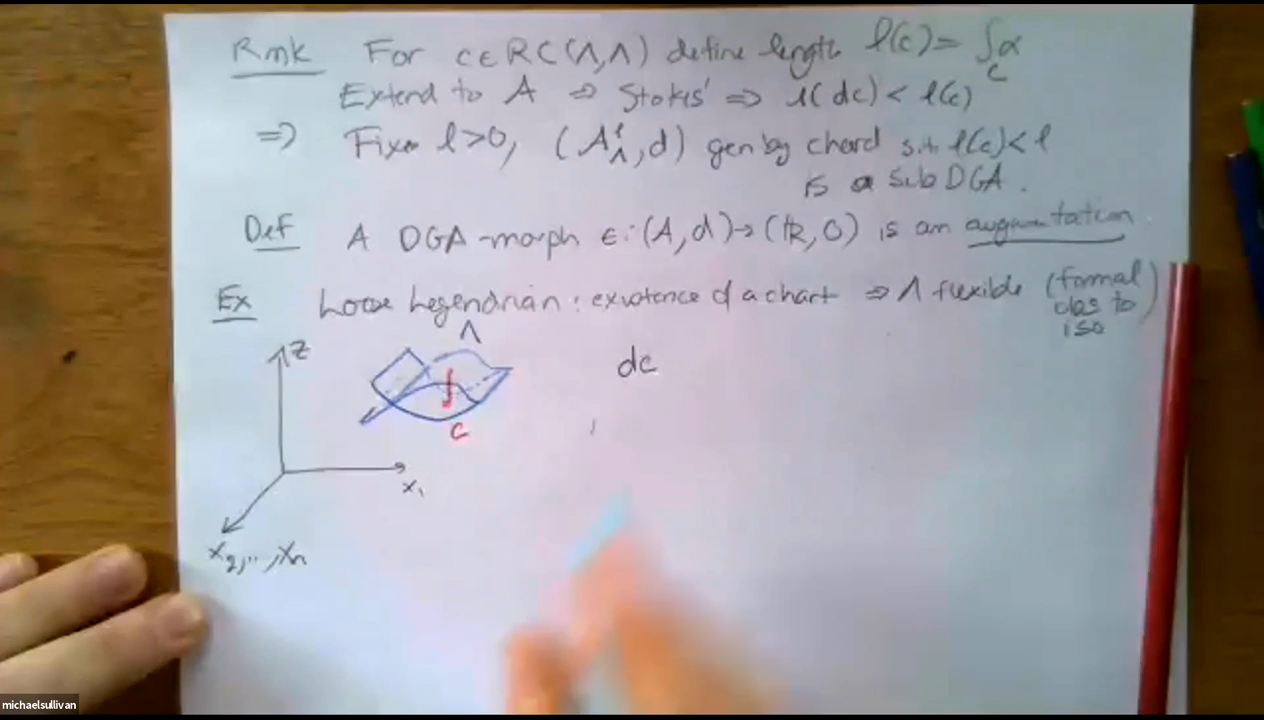 Rmk For c ∈ RC(Λ,Λ) define length l(c) = ∫_c α
Extend to A ⇒ Stokes' ⇒ l(dc) < l(c)
⇒ Fix l>0, (A^l_Λ, d) gen by chord s.t. l(c)<l
is a sub DGA.
Def A DGA-morph ε: (A,d)→(k,0) is an augmentation
Ex Loose Legendrian: existence of a chart ⇒ Λ flexible (formal
clas to
iso)
Λ
z
dc
c
x₁
x₂,..,xₙ
michaelsullivan